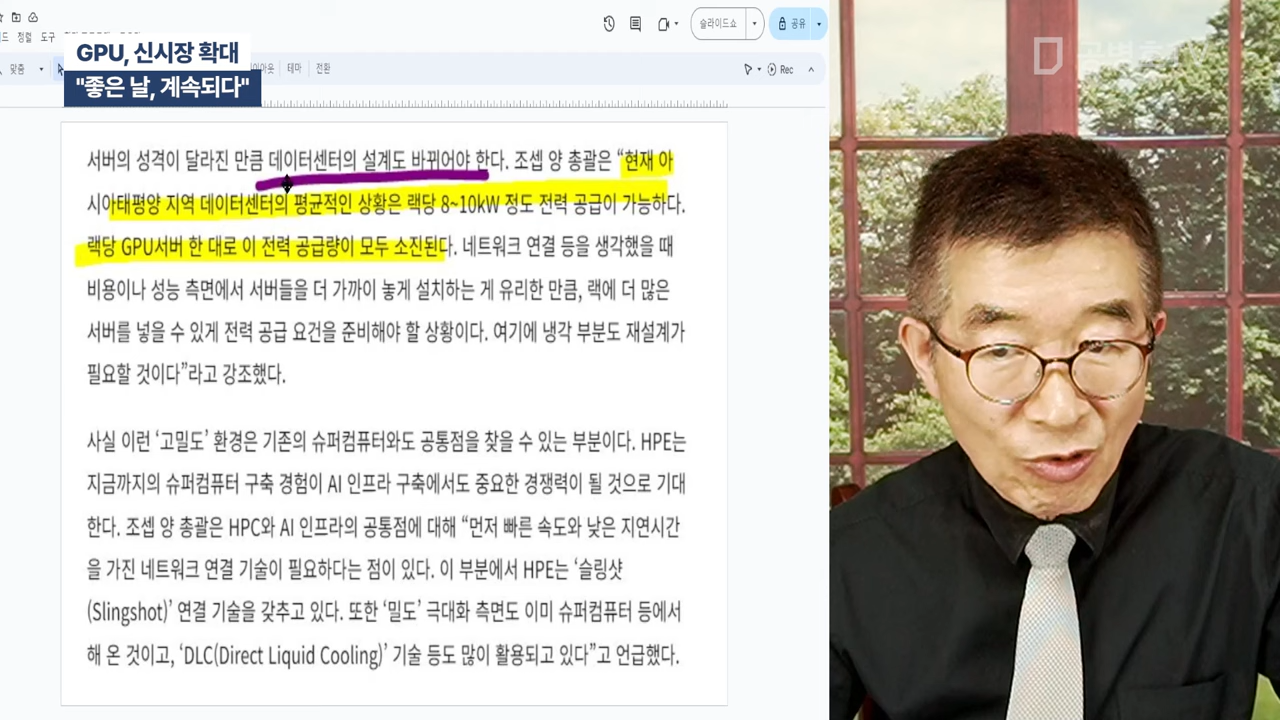 정렬 도구
GPU, 신시장 확대
"좋은 날, 계속되다"
맞춤
테마
전환
슬라이드쇼
공유
Rec
공병호TV
서버의 성격이 달라진 만큼 데이터센터의 설계도 바뀌어야 한다. 조셉 양 총괄은 “현재 아
시아태평양 지역 데이터센터의 평균적인 상황은 랙당 8~10kW 정도 전력 공급이 가능하다.
랙당 GPU서버 한 대로 이 전력 공급량이 모두 소진된다. 네트워크 연결 등을 생각했을 때
비용이나 성능 측면에서 서버들을 더 가까이 놓게 설치하는 게 유리한 만큼, 랙에 더 많은
서버를 넣을 수 있게 전력 공급 요건을 준비해야 할 상황이다. 여기에 냉각 부분도 재설계가
필요할 것이다”라고 강조했다.
사실 이런 ‘고밀도’ 환경은 기존의 슈퍼컴퓨터와도 공통점을 찾을 수 있는 부분이다. HPE는
지금까지의 슈퍼컴퓨터 구축 경험이 AI 인프라 구축에서도 중요한 경쟁력이 될 것으로 기대
한다. 조셉 양 총괄은 HPC와 AI 인프라의 공통점에 대해 “먼저 빠른 속도와 낮은 지연시간
을 가진 네트워크 연결 기술이 필요하다는 점이 있다. 이 부분에서 HPE는 ‘슬링샷
(Slingshot)’ 연결 기술을 갖추고 있다. 또한 ‘밀도’ 극대화 측면도 이미 슈퍼컴퓨터 등에서
해 온 것이고, ‘DLC(Direct Liquid Cooling)’ 기술 등도 많이 활용되고 있다”고 언급했다.